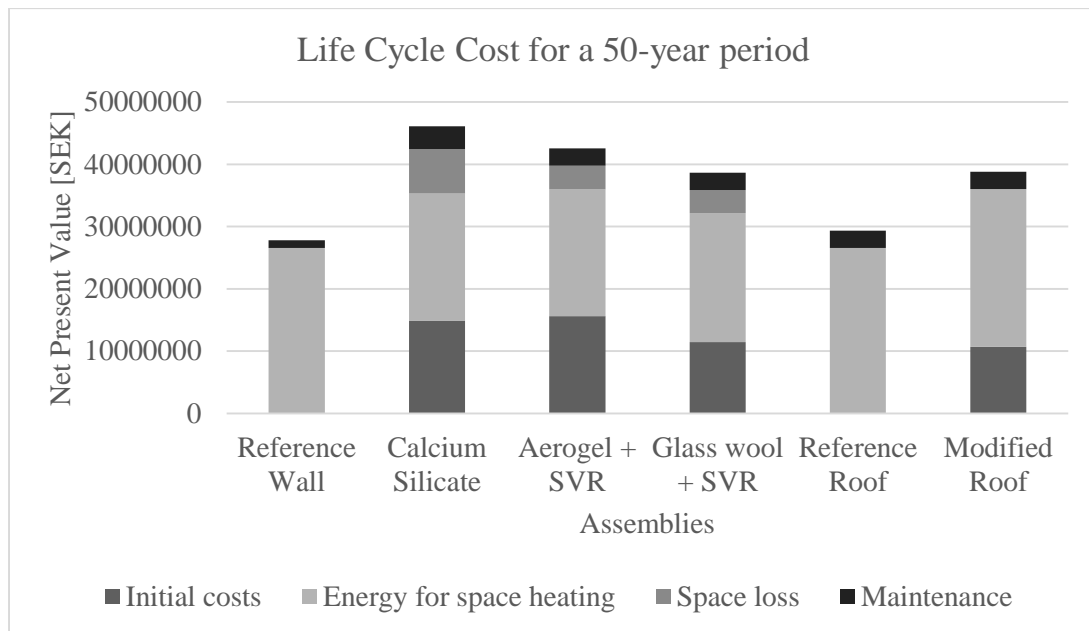 Life Cycle Cost for a 50-year period
Net Present Value [SEK]
50000000
40000000
30000000
20000000
10000000
0
Reference Wall
Calcium Silicate
Aerogel + SVR
Glass wool + SVR
Reference Roof
Modified Roof
Assemblies
Initial costs
Energy for space heating
Space loss
Maintenance